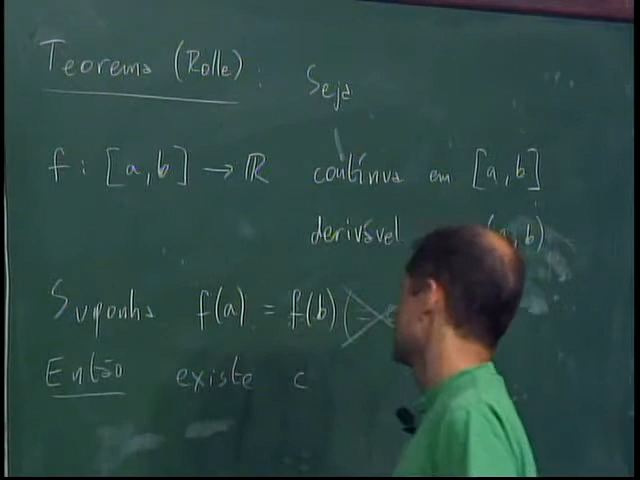 Teorema (Rolle): Seja
f: [a,b] → ℝ contínua em [a,b]
derivável (a,b)
Suponha f(a) = f(b) (
Então existe c